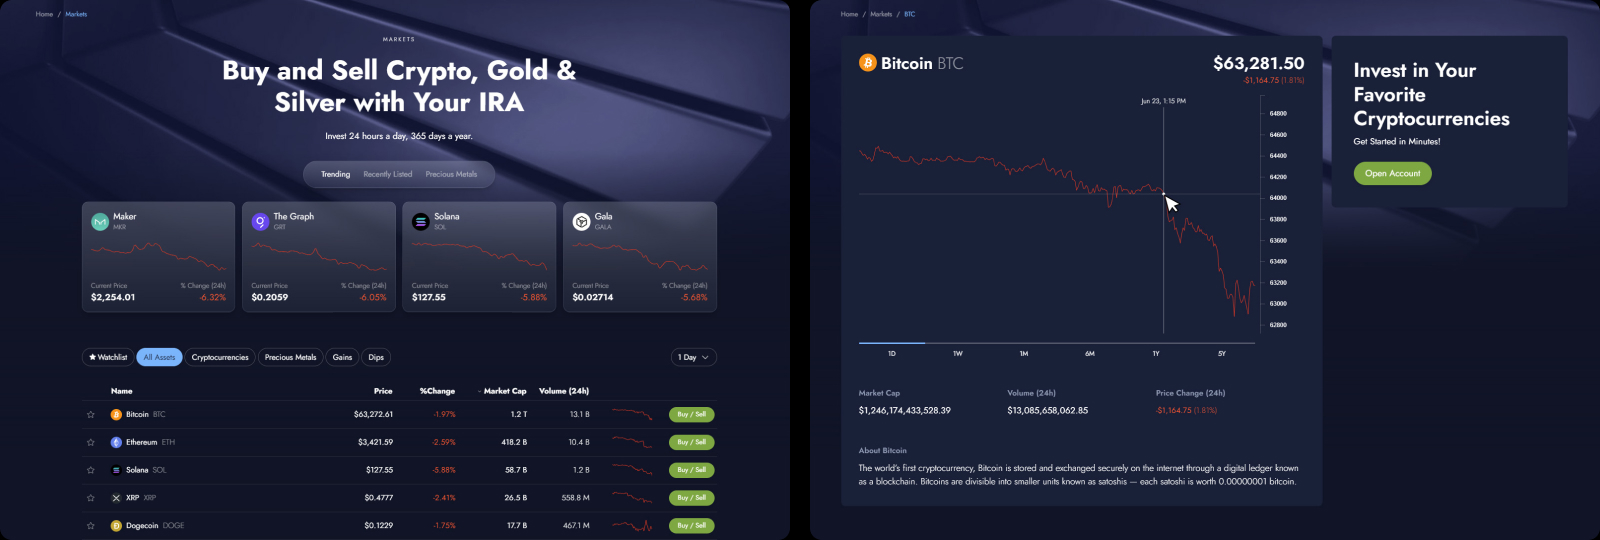 Home / Markets
MARKETS
Buy and Sell Crypto, Gold &
Silver with Your IRA
Invest 24 hours a day, 365 days a year.
Trending Recently Listed Precious Metals
Maker
MKR
Current Price % Change (24h)
$2,254.01 -6.32%
The Graph
GRT
Current Price % Change (24h)
$0.2059 -6.05%
Solana
SOL
Current Price % Change (24h)
$127.55 -5.88%
Gala
GALA
Current Price % Change (24h)
$0.02714 -5.68%
Watchlist All Assets Cryptocurrencies Precious Metals Gains Dips 1 Day
Name Price %Change Market Cap Volume (24h)
Bitcoin BTC $63,272.61 -1.97% 1.2 T 13.1 B Buy / Sell
Ethereum ETH $3,421.59 -2.59% 418.2 B 10.4 B Buy / Sell
Solana SOL $127.55 -5.88% 58.7 B 1.2 B Buy / Sell
XRP XRP $0.4777 -2.41% 26.5 B 558.8 M Buy / Sell
Dogecoin DOGE $0.1229 -1.75% 17.7 B 467.1 M Buy / Sell
Home / Markets / BTC
Bitcoin BTC $63,281.50
-$1,164.75 (1.81%)
Jun 23, 1:15 PM
64800
64600
64400
64200
64000
63800
63600
63400
63200
63000
62800
1D 1W 1M 6M 1Y 5Y
Market Cap Volume (24h) Price Change (24h)
$1,246,174,433,528.39 $13,085,658,062.85 -$1,164.75 (1.81%)
About Bitcoin
The world's first cryptocurrency, Bitcoin is stored and exchanged securely on the internet through a digital ledger known
as a blockchain. Bitcoins are divisible into smaller units known as satoshis — each satoshi is worth 0.00000001 bitcoin.
Invest in Your
Favorite
Cryptocurrencies
Get Started in Minutes!
Open Account